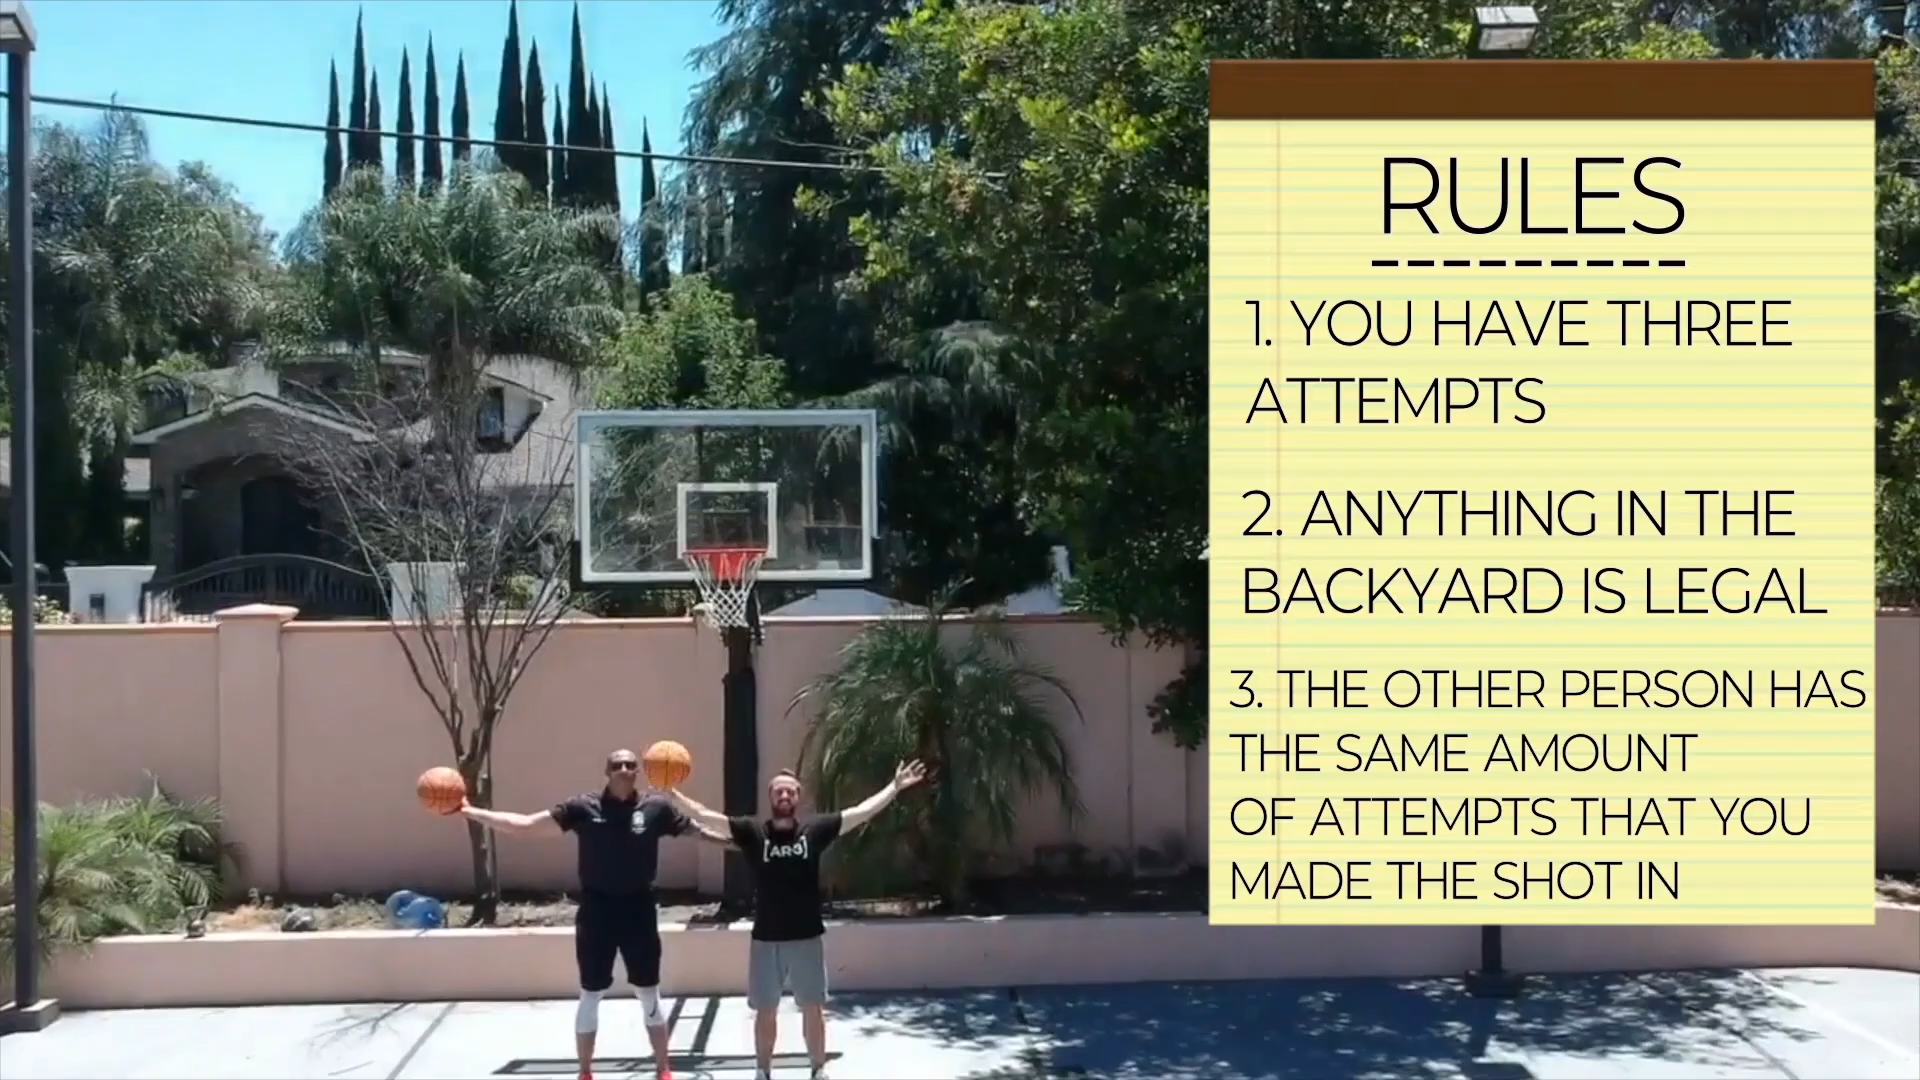 RULES
1. YOU HAVE THREE
ATTEMPTS
2. ANYTHING IN THE
BACKYARD IS LEGAL
3. THE OTHER PERSON HAS
THE SAME AMOUNT
OF ATTEMPTS THAT YOU
MADE THE SHOT IN
[AR3]